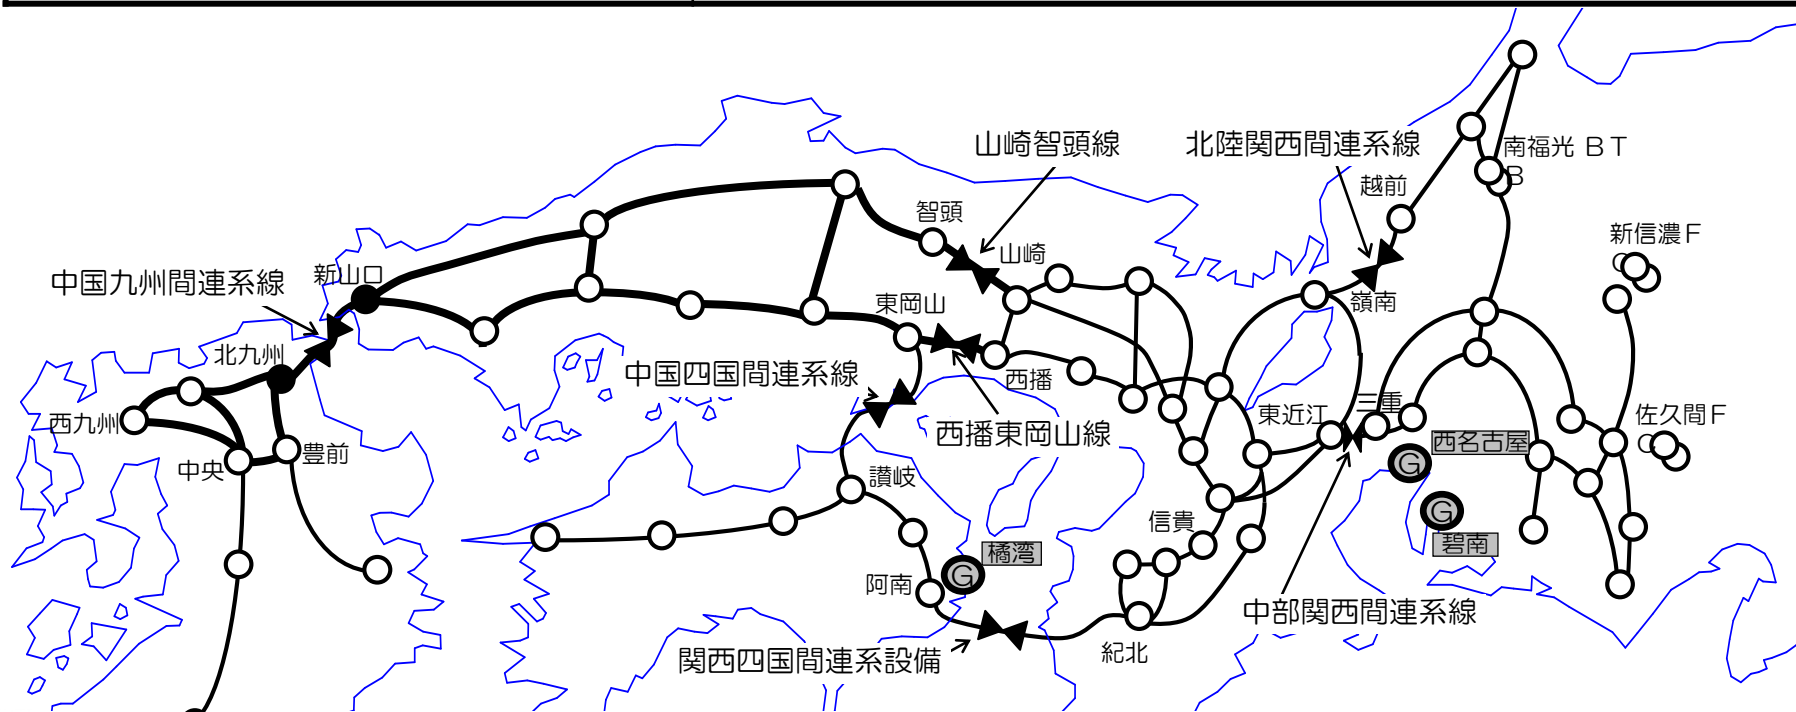 山崎智頭線
北陸関西間連系線
南福光 BT
B
越前
智頭
新信濃F
C
山崎
中国九州間連系線
新山口
東岡山
嶺南
北九州
中国四国間連系線
西播
三重
東近江
佐久間F
C
西九州
西播東岡山線
西名古屋
G
豊前
中央
讃岐
G
信貴
碧南
橘湾
G
阿南
中部関西間連系線
紀北
関西四国間連系設備